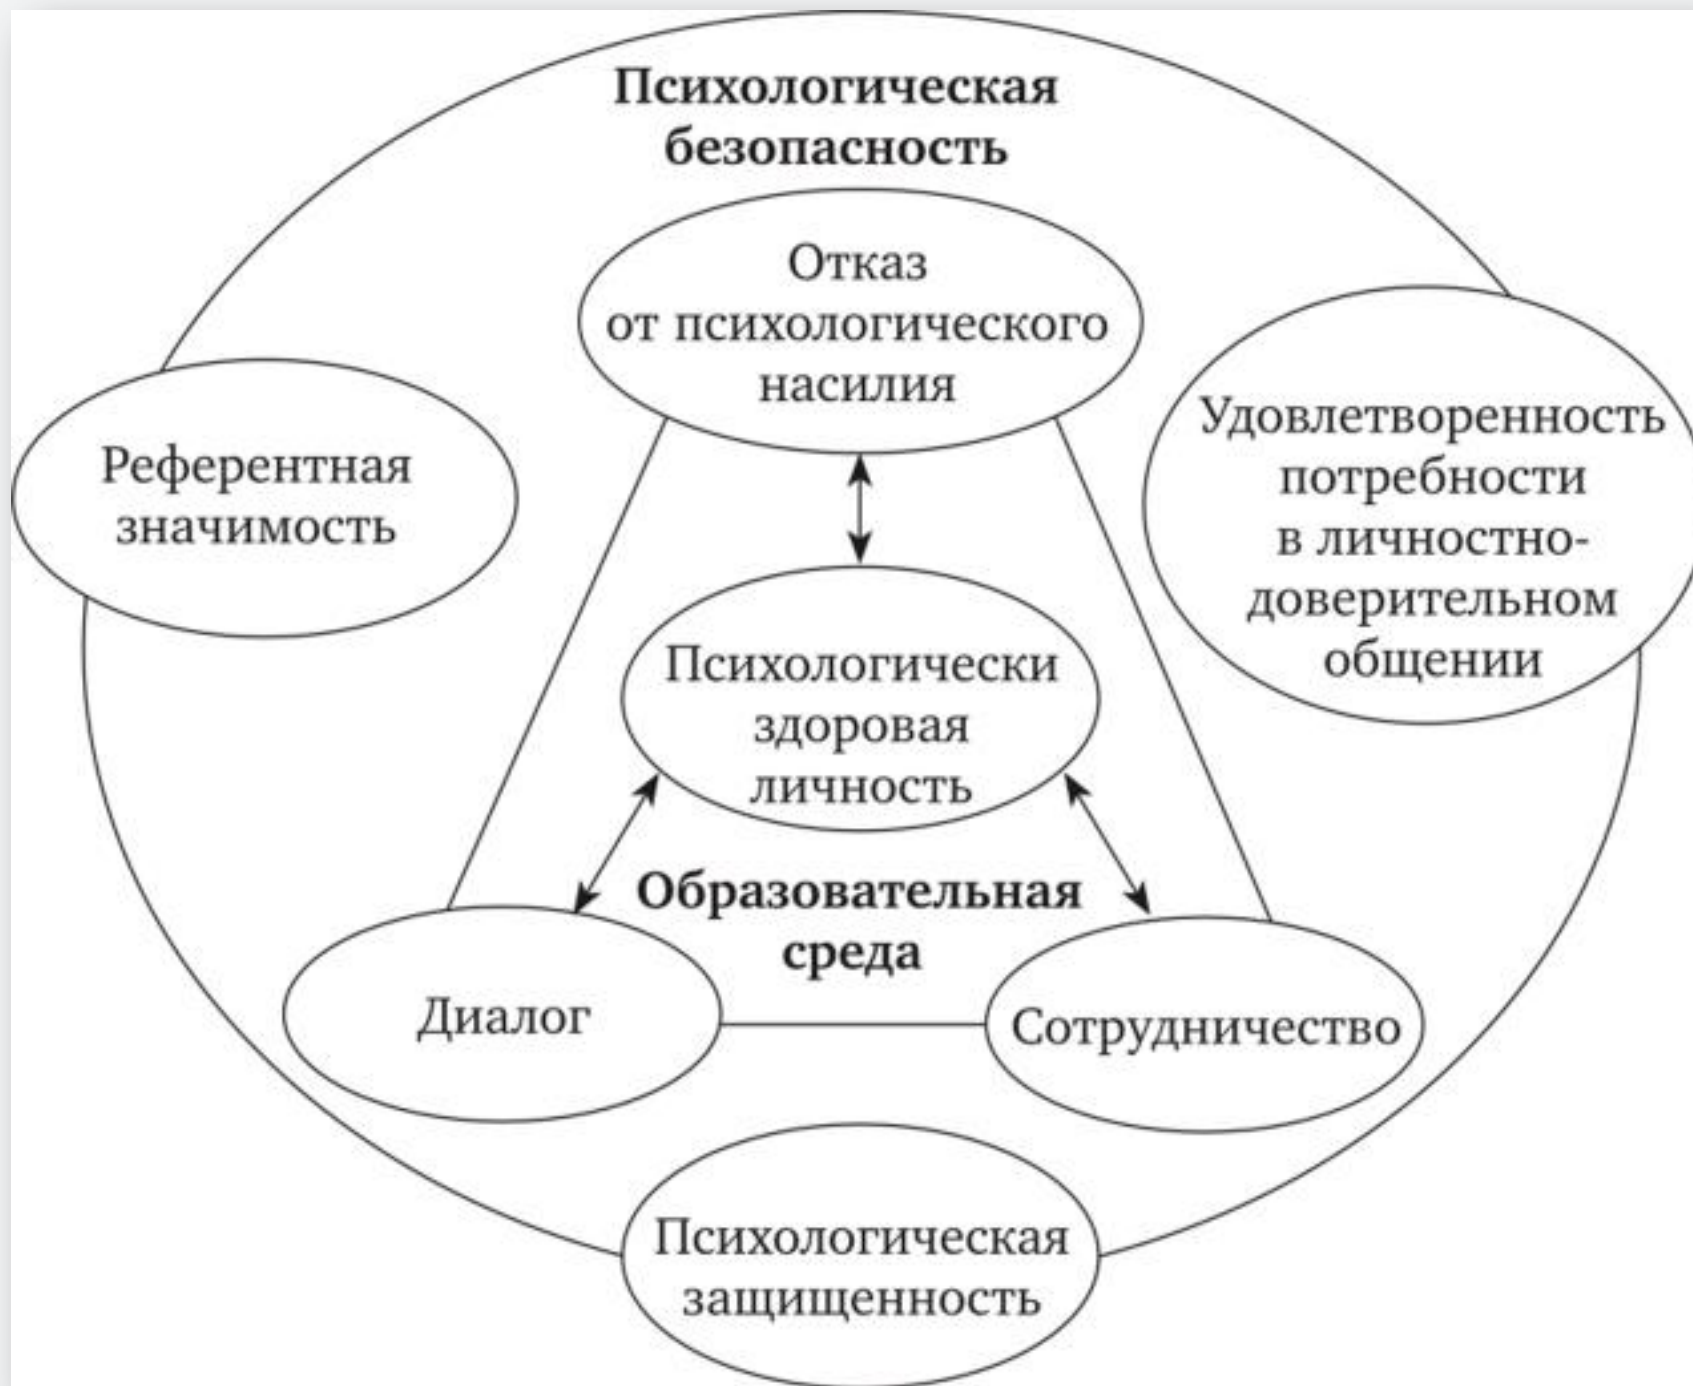 Психологическая
безопасность
Отказ
от психологического
насилия
Референтная
значимость
Удовлетворенность
потребности
в личностно-
доверительном
общении
Психологически
здоровая
личность
Образовательная
среда
Диалог
Сотрудничество
Психологическая
защищенность